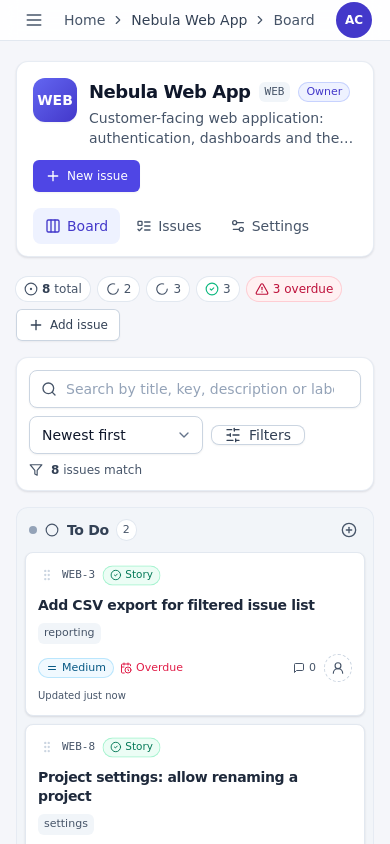 Home > Nebula Web App > Board AC
WEB Nebula Web App WEB Owner
Customer-facing web application:
authentication, dashboards and the…
+ New issue
Board Issues Settings
8 total 2 3 3 3 overdue
+ Add issue
Search by title, key, description or labe
Newest first Filters
8 issues match
To Do 2
WEB-3 Story
Add CSV export for filtered issue list
reporting
Medium Overdue 0
Updated just now
WEB-8 Story
Project settings: allow renaming a
project
settings